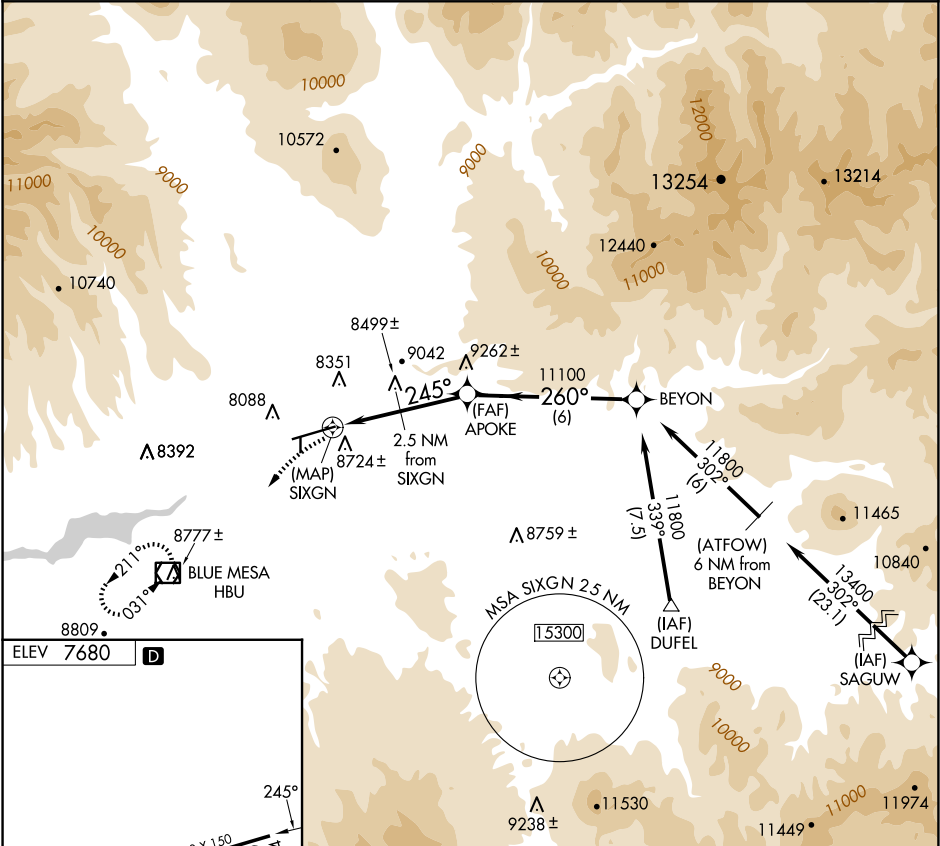 10000
10572
9000
12000
13254
13214
11000
9000
12440
11000
10000
10000
10740
8499±
9042
9262±
8351
11100
8088
245°
260°
(6)
BEYON
(FAF)
APOKE
8392
2.5 NM
from
SIXGN
8724±
(MAP)
SIXGN
11800
302°
(6)
11800
339°
(7.5)
11465
(ATFOW)
6 NM from
BEYON
10840
8777±
8759±
211°
031°
BLUE MESA
HBU
13400
302°
(23.1)
MSA SIXGN 25 NM
15300
(IAF)
DUFEL
(IAF)
SAGUW
8809
ELEV 7680
D
9000
10000
245°
11530
9238±
11000
11974
11449
X 150